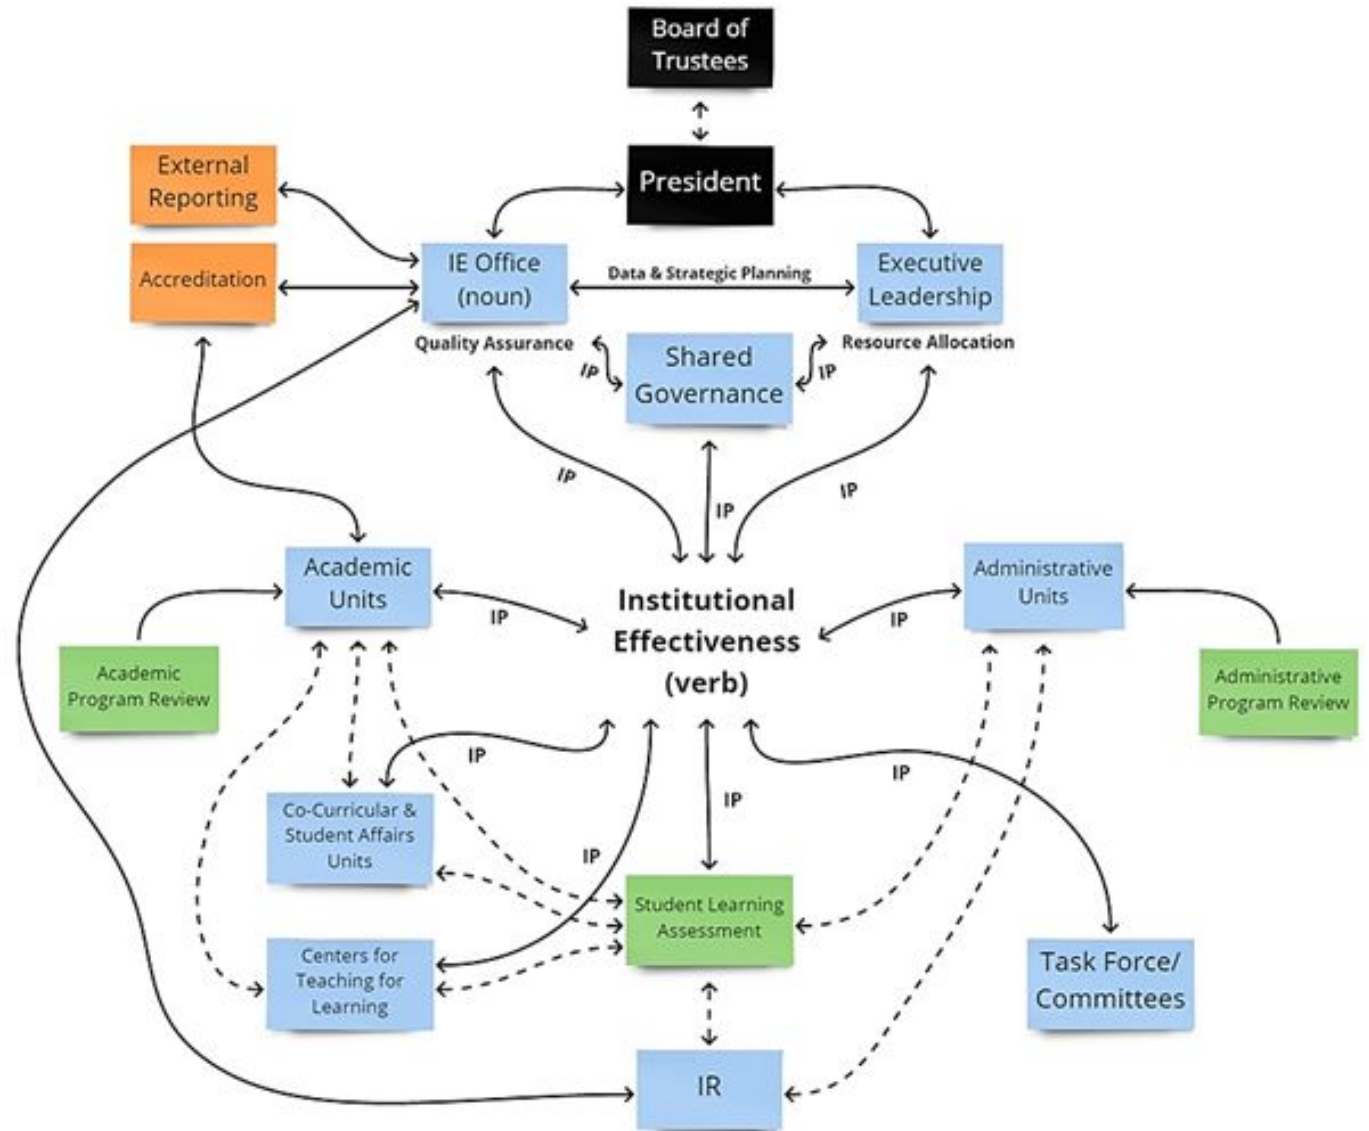 Board of
Trustees
President
External
Reporting
Accreditation
IE Office
(noun)
Data & Strategic Planning
Executive
Leadership
Quality Assurance
Shared
Governance
Resource Allocation
IP
IP
IP
IP
IP
Academic
Units
IP
Institutional
Effectiveness
(verb)
IP
Administrative
Units
Academic
Program Review
Administrative
Program Review
IP
IP
IP
IP
Co-Curricular &
Student Affairs
Units
Student Learning
Assessment
Centers for
Teaching for
Learning
Task Force/
Committees
IR